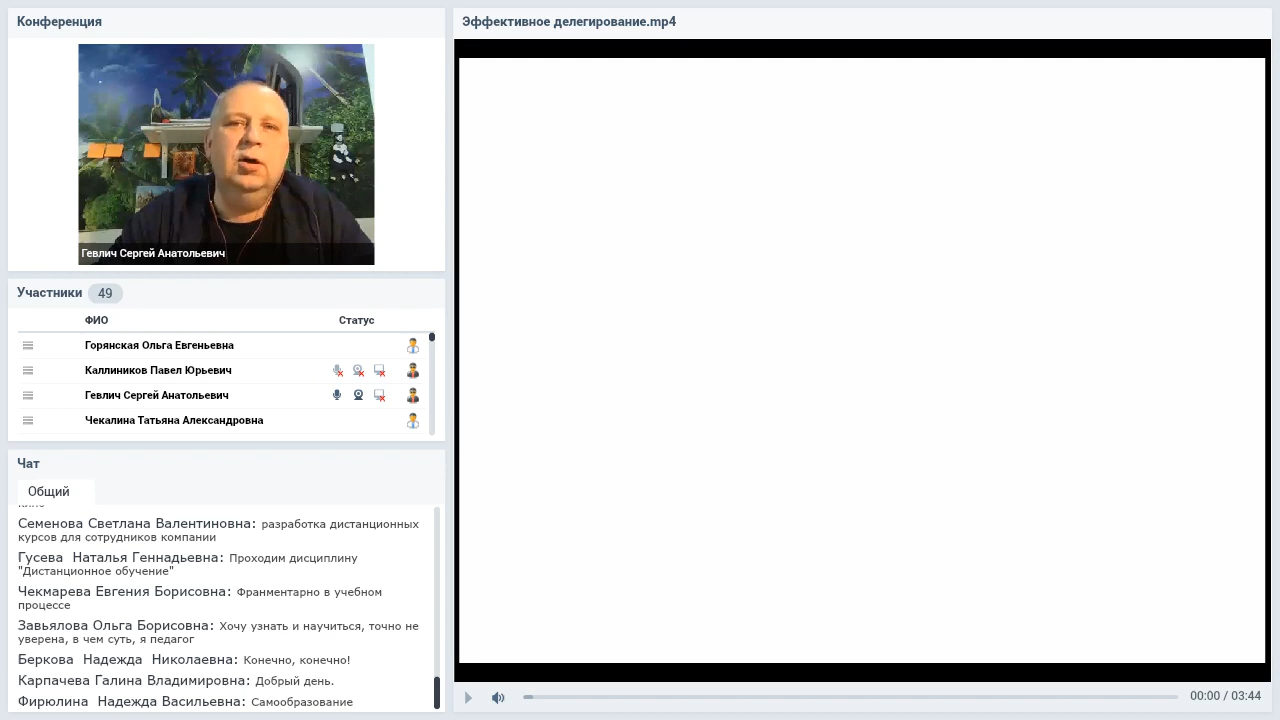 Конференция
Гевлич Сергей Анатольевич
Участники 49
ФИО Статус
Горянская Ольга Евгеньевна
Каллиников Павел Юрьевич
Гевлич Сергей Анатольевич
Чекалина Татьяна Александровна
Чат
Общий
Семенова Светлана Валентиновна: разработка дистанционных
курсов для сотрудников компании
Гусева Наталья Геннадьевна: Проходим дисциплину
"Дистанционное обучение"
Чекмарева Евгения Борисовна: Франментарно в учебном
процессе
Завьялова Ольга Борисовна: Хочу узнать и научиться, точно не
уверена, в чем суть, я педагог
Беркова Надежда Николаевна: Конечно, конечно!
Карпачева Галина Владимировна: Добрый день.
Фирюлина Надежда Васильевна: Самообразование
Эффективное делегирование.mp4
00:00 / 03:44